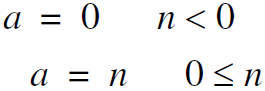 a = 0 n < 0
a = n 0 ≤ n